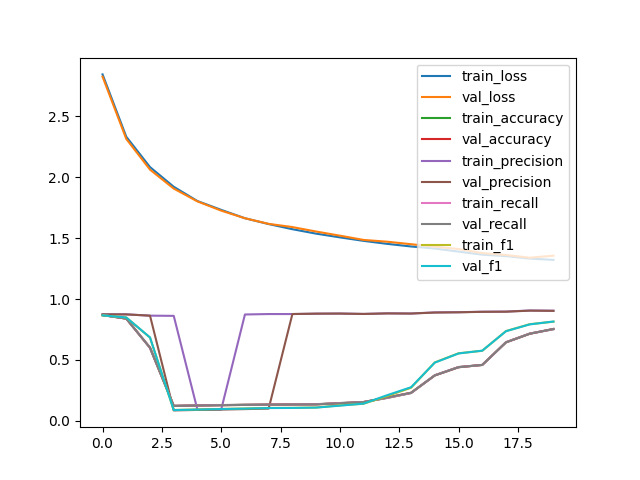 train_loss
val_loss
train_accuracy
val_accuracy
train_precision
val_precision
train_recall
val_recall
train_f1
val_f1
2.5
2.0
1.5
1.0
0.5
0.0
0.0 2.5 5.0 7.5 10.0 12.5 15.0 17.5